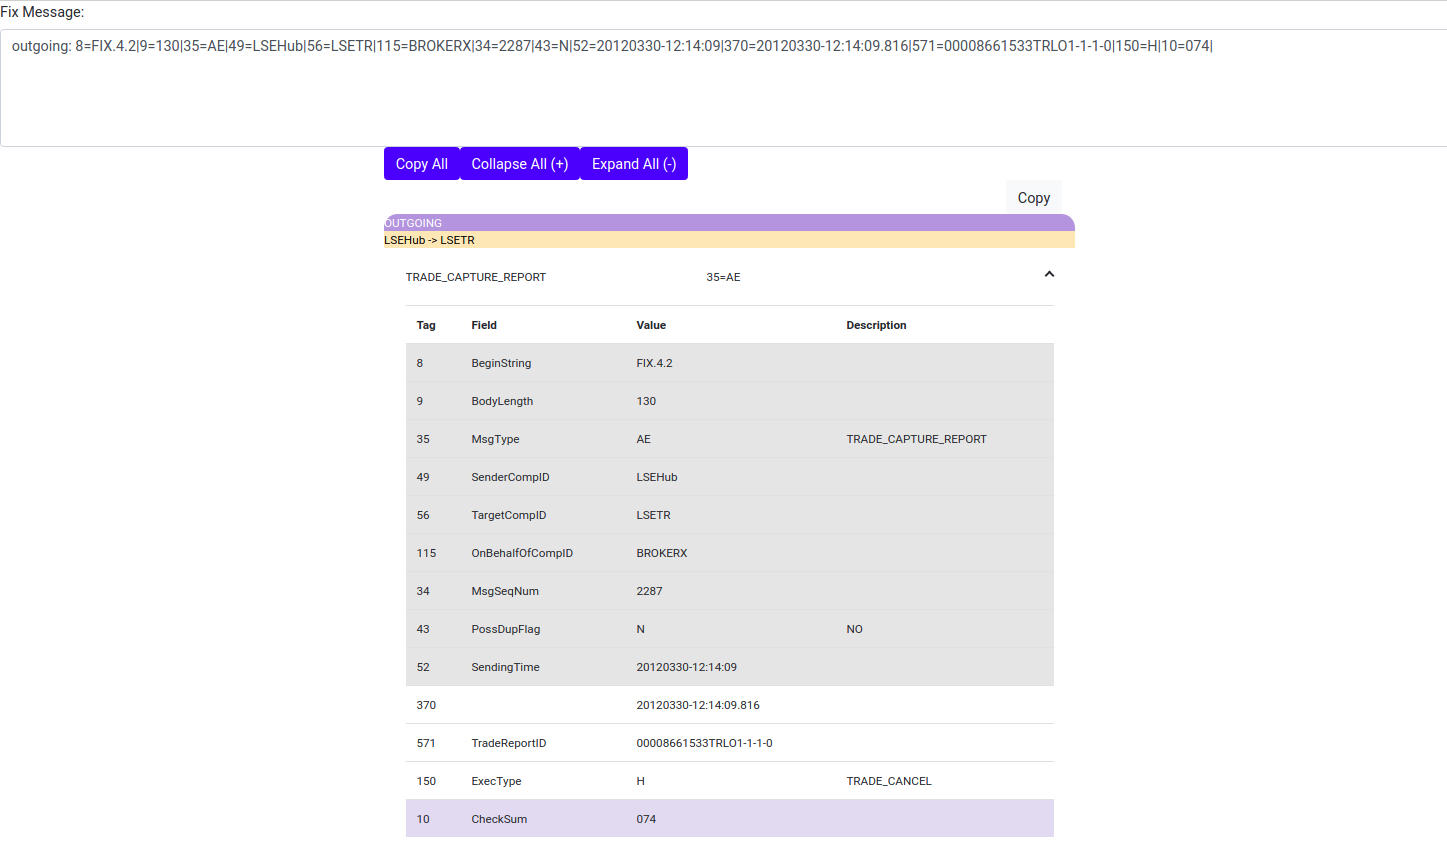 Fix Message:
outgoing: 8=FIX.4.2|9=130|35=AE|49=LSEHub|56=LSETR|115=BROKERX|34=2287|43=N|52=20120330-12:14:09|370=20120330-12:14:09.816|571=00008661533TRLO1-1-1-0|150=H|10=074|
Copy All Collapse All (+) Expand All (-)
Copy
OUTGOING
LSEHub -> LSETR
TRADE_CAPTURE_REPORT 35=AE
Tag Field Value Description
8 BeginString FIX.4.2
9 BodyLength 130
35 MsgType AE TRADE_CAPTURE_REPORT
49 SenderCompID LSEHub
56 TargetCompID LSETR
115 OnBehalfOfCompID BROKERX
34 MsgSeqNum 2287
43 PossDupFlag N NO
52 SendingTime 20120330-12:14:09
370 20120330-12:14:09.816
571 TradeReportID 00008661533TRLO1-1-1-0
150 ExecType H TRADE_CANCEL
10 CheckSum 074